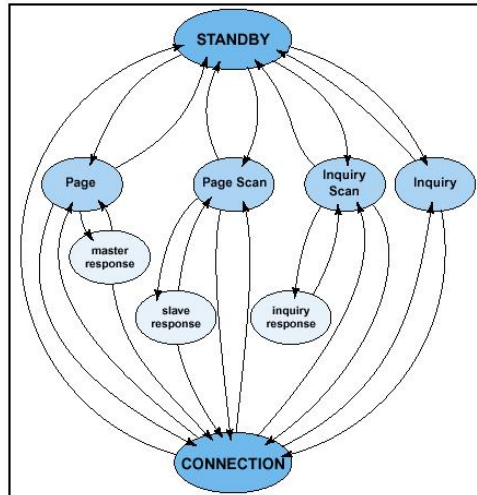 STANDBY
Page
Page Scan
Inquiry
Scan
Inquiry
master
response
slave
response
inquiry
response
CONNECTION